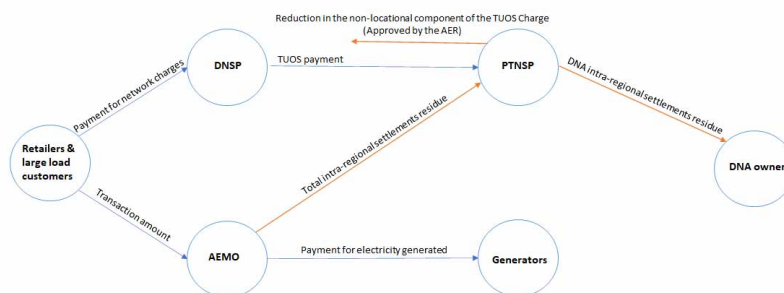 Reduction in the non-locational component of the TUOS Charge
(Approved by the AER)
DNSP
TUOS payment
PTNSP
DNA intra-regional settlements residue
Payment for network charges
Retailers &
large load
customers
Total intra-regional settlements residue
DNA owner
Transaction amount
AEMO
Payment for electricity generated
Generators